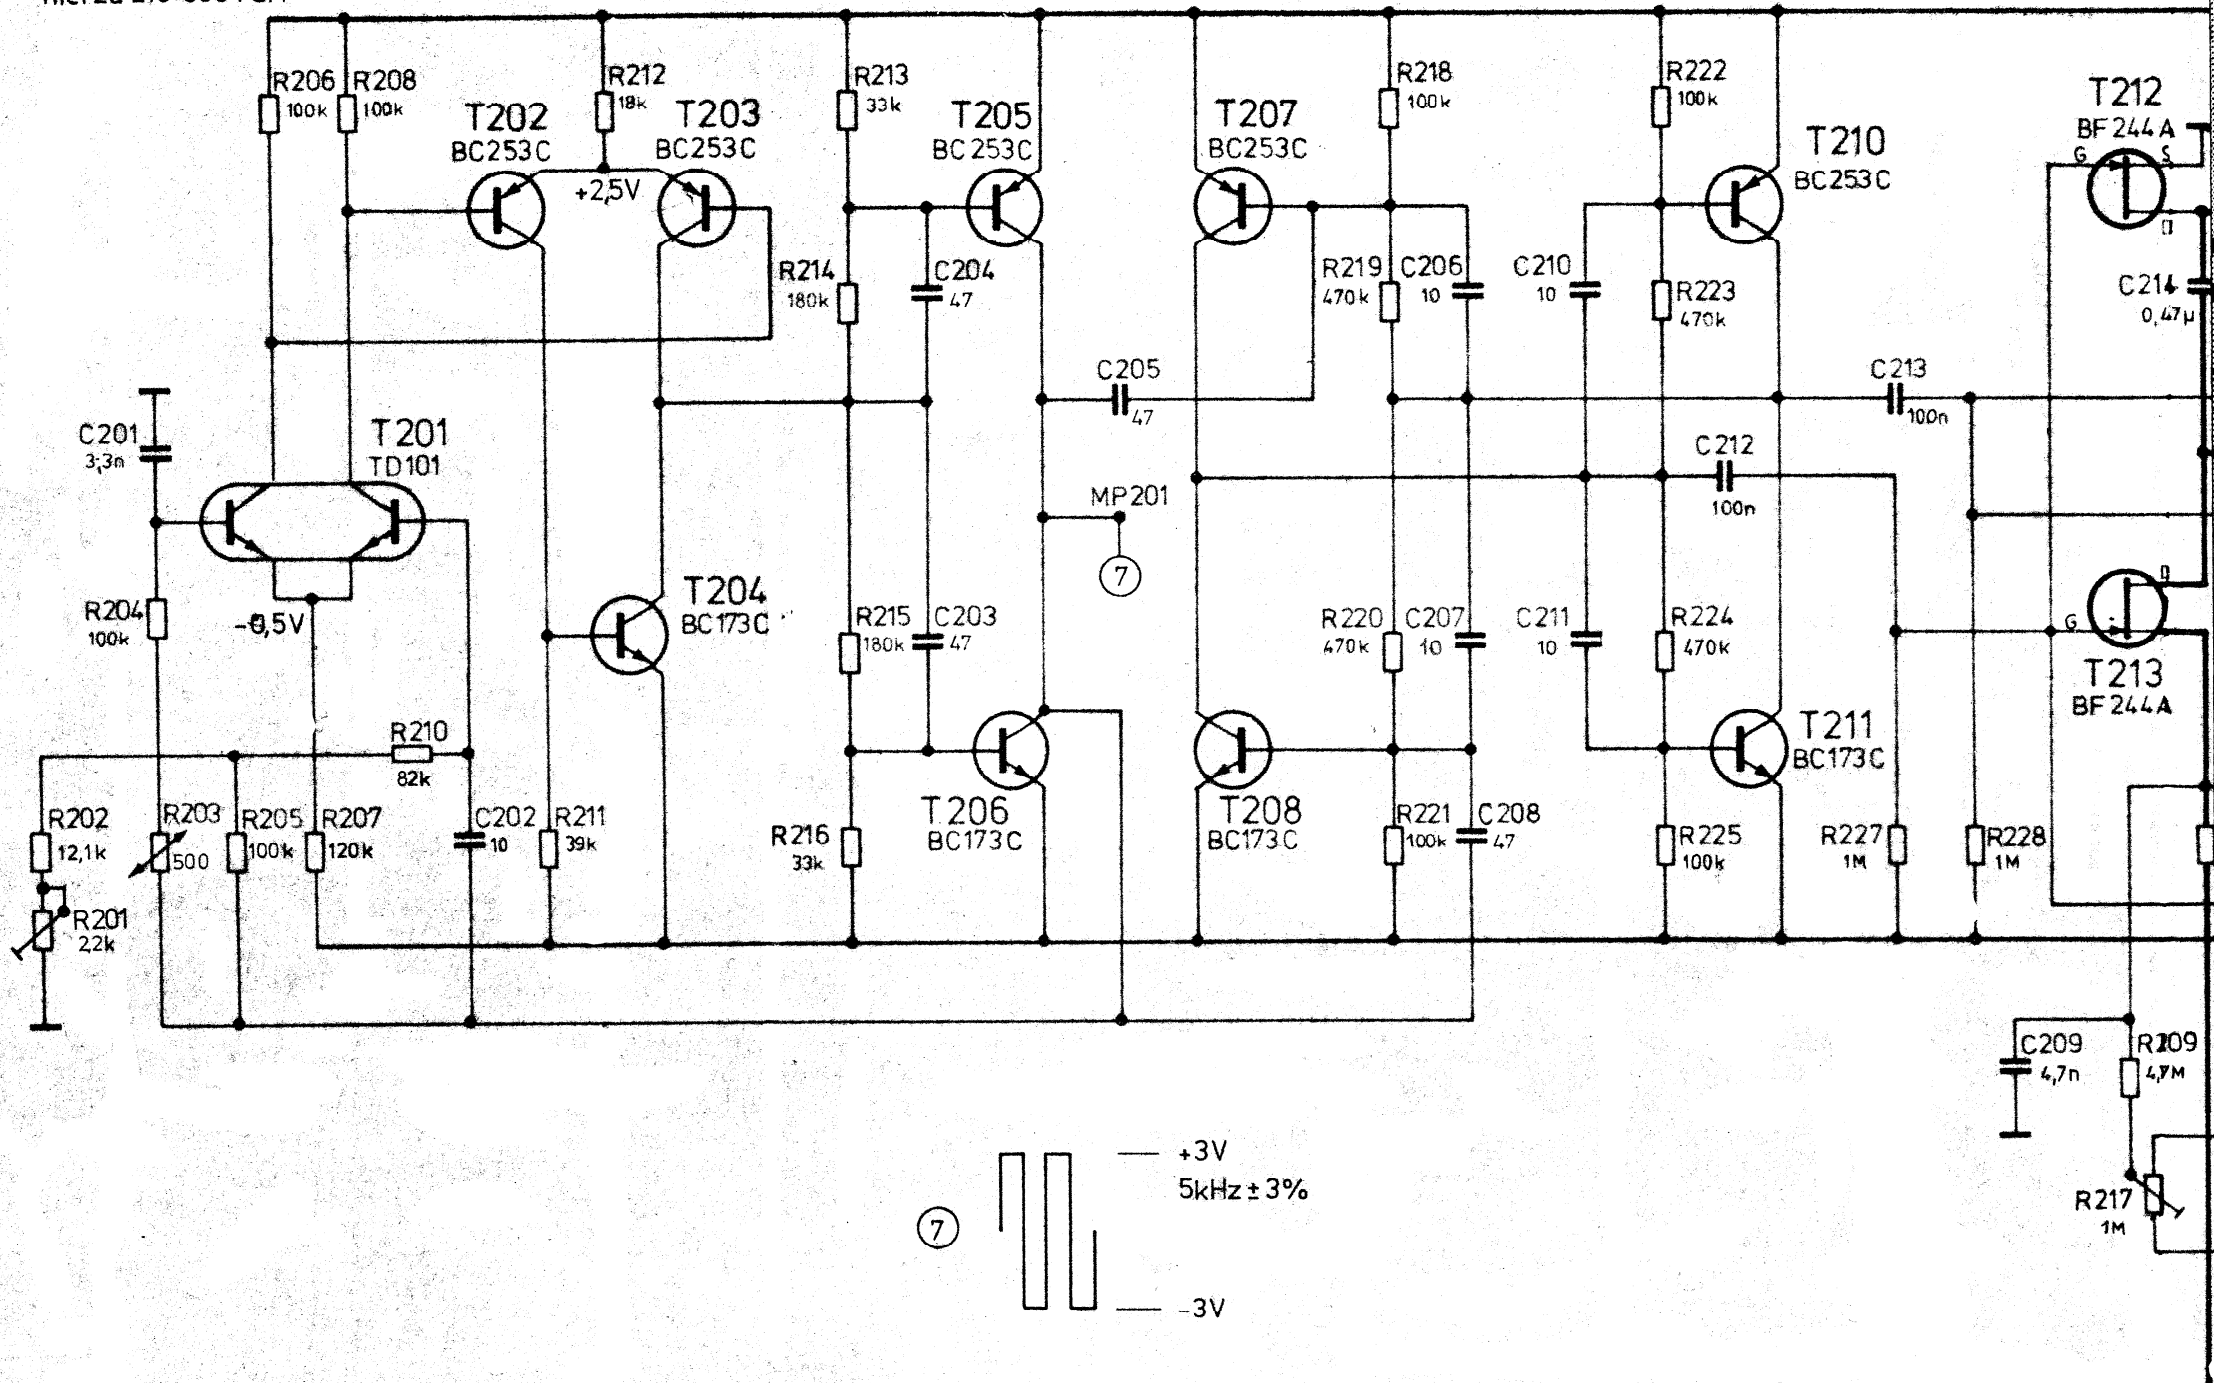 R206
100k
R208
100k
T202
BC253C
R212
18k
+2,5V
T203
BC253C
R213
33k
T205
BC253C
T207
BC253C
R218
100k
R222
100k
T210
BC253C
T212
BF244A
G
S
D
R214
180k
C204
47
R219
470k
C206
10
C210
10
R223
470k
C214
0,47µ
C205
47
C213
100n
C201
3,3n
T201
TD101
C212
100n
MP201
7
R204
100k
-0,5V
T204
BC173C
R215
180k
C203
47
R220
470k
C207
10
C211
10
R224
470k
D
G
T213
BF244A
R210
82k
T211
BC173C
R202
12,1k
R203
500
R205
100k
R207
120k
C202
10
R211
39k
R216
33k
T206
BC173C
T208
BC173C
R221
100k
C208
47
R225
100k
R227
1M
R228
1M
R201
2,2k
C209
4,7n
R209
4,7M
R217
1M
7
+3V
5kHz ± 3%
-3V